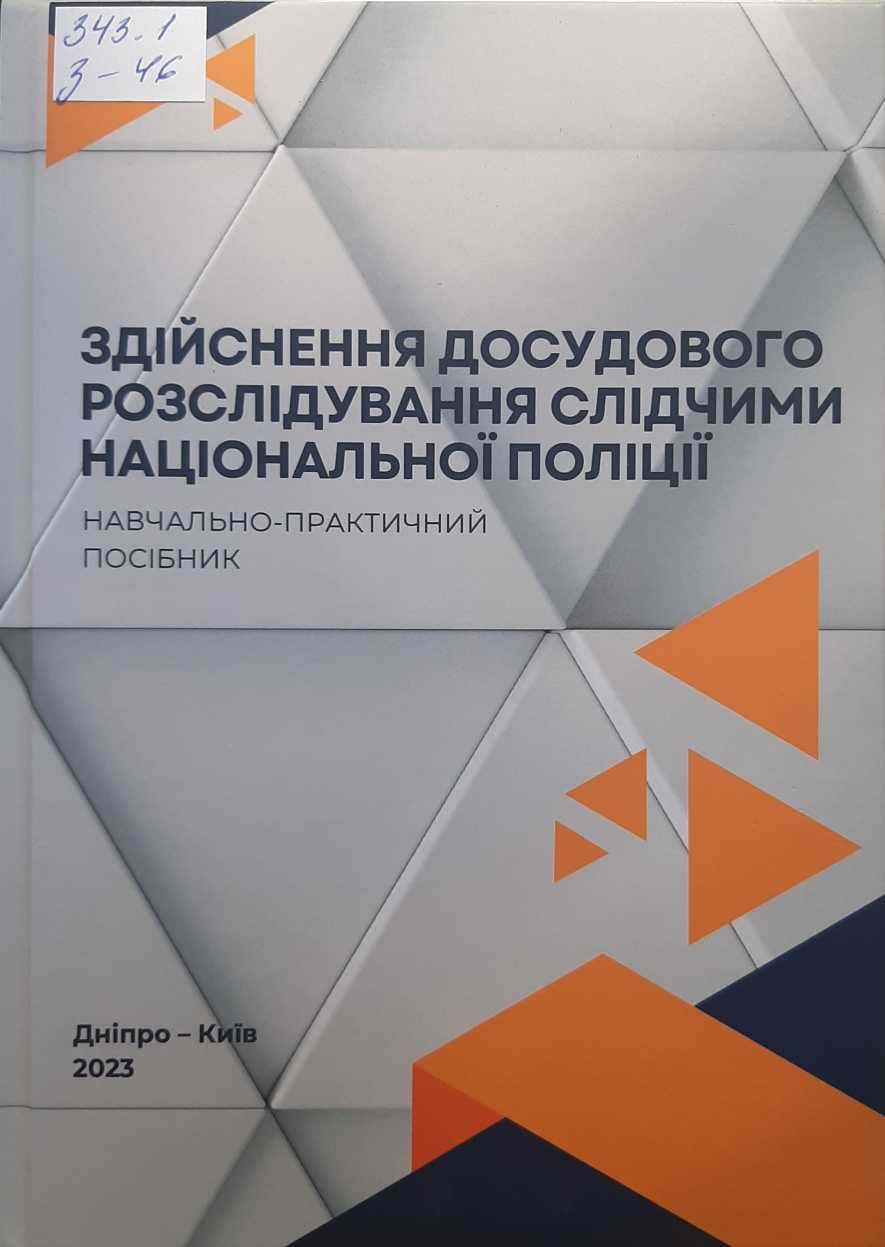 343.1
З-46
ЗДІЙСНЕННЯ ДОСУДОВОГО
РОЗСЛІДУВАННЯ СЛІДЧИМИ
НАЦІОНАЛЬНОЇ ПОЛІЦІЇ
НАВЧАЛЬНО-ПРАКТИЧНИЙ
ПОСІБНИК
Дніпро – Київ
2023